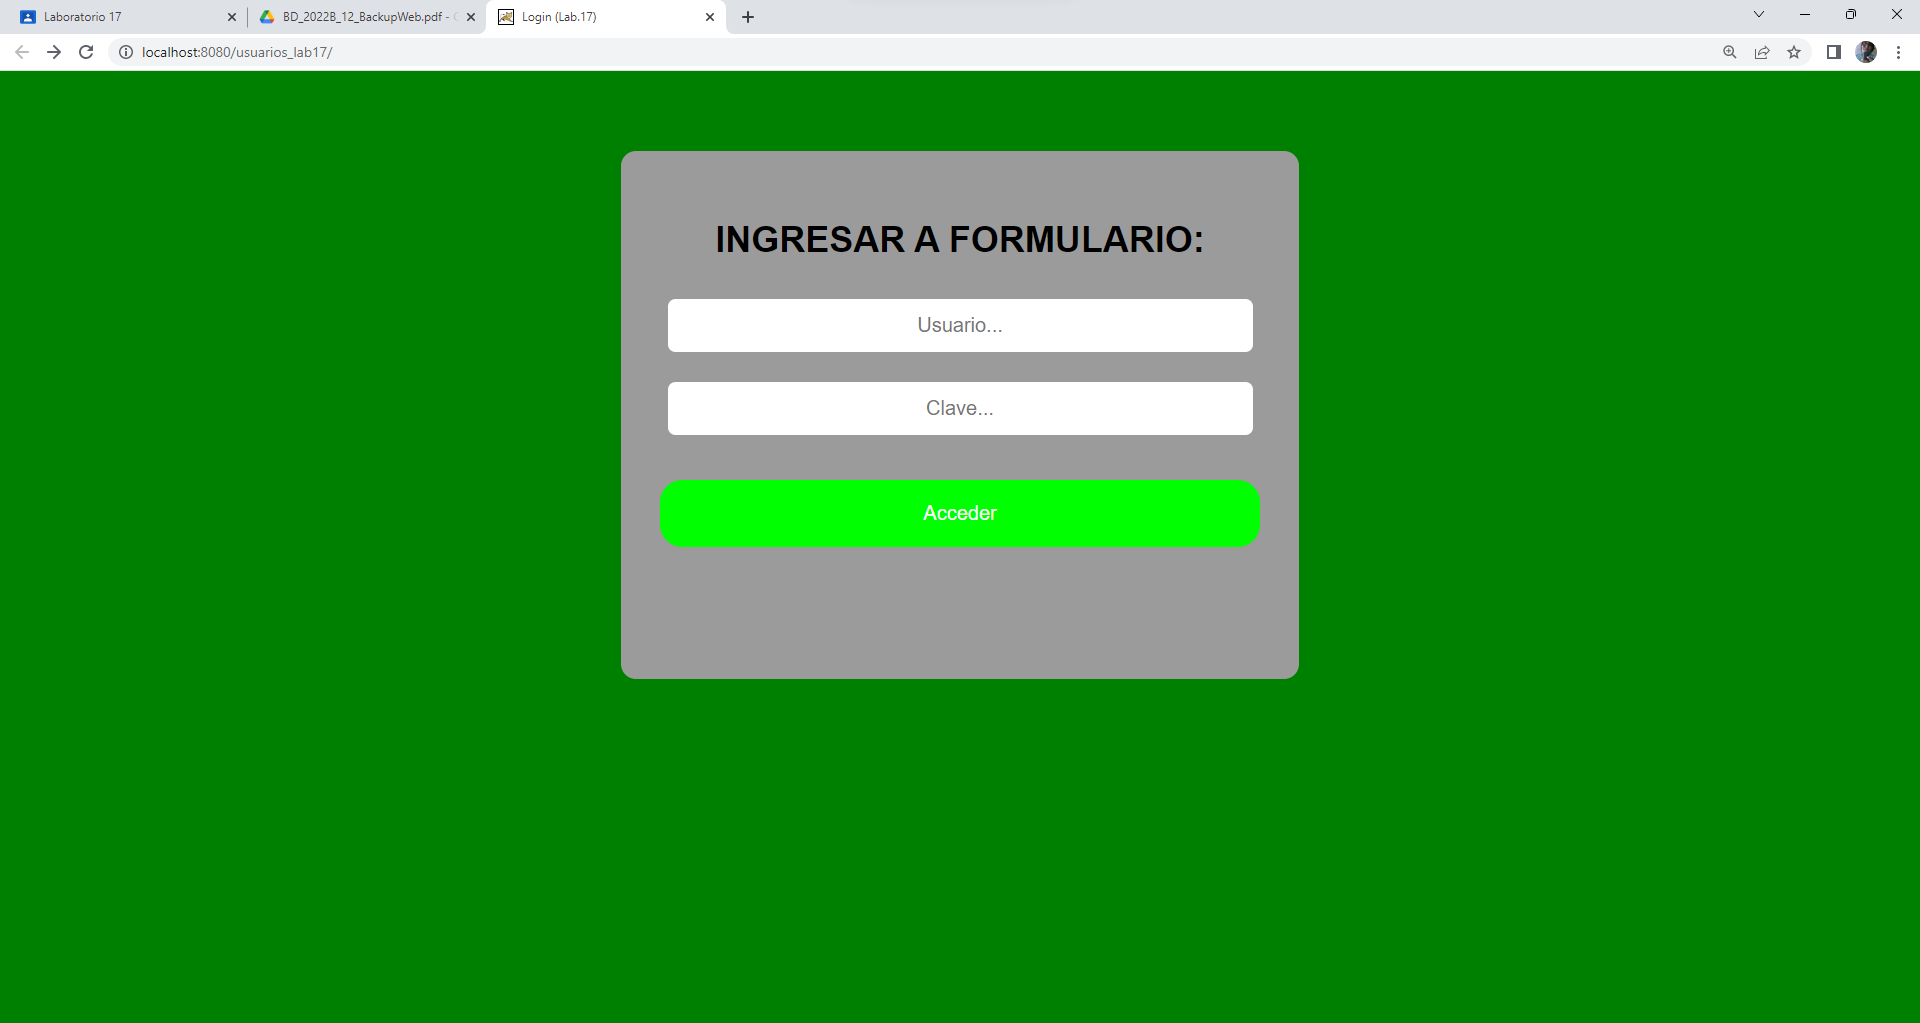 Laboratorio 17
BD_2022B_12_BackupWeb.pdf -
Login (Lab.17)
localhost:8080/usuarios_lab17/
INGRESAR A FORMULARIO:
Usuario...
Clave...
Acceder